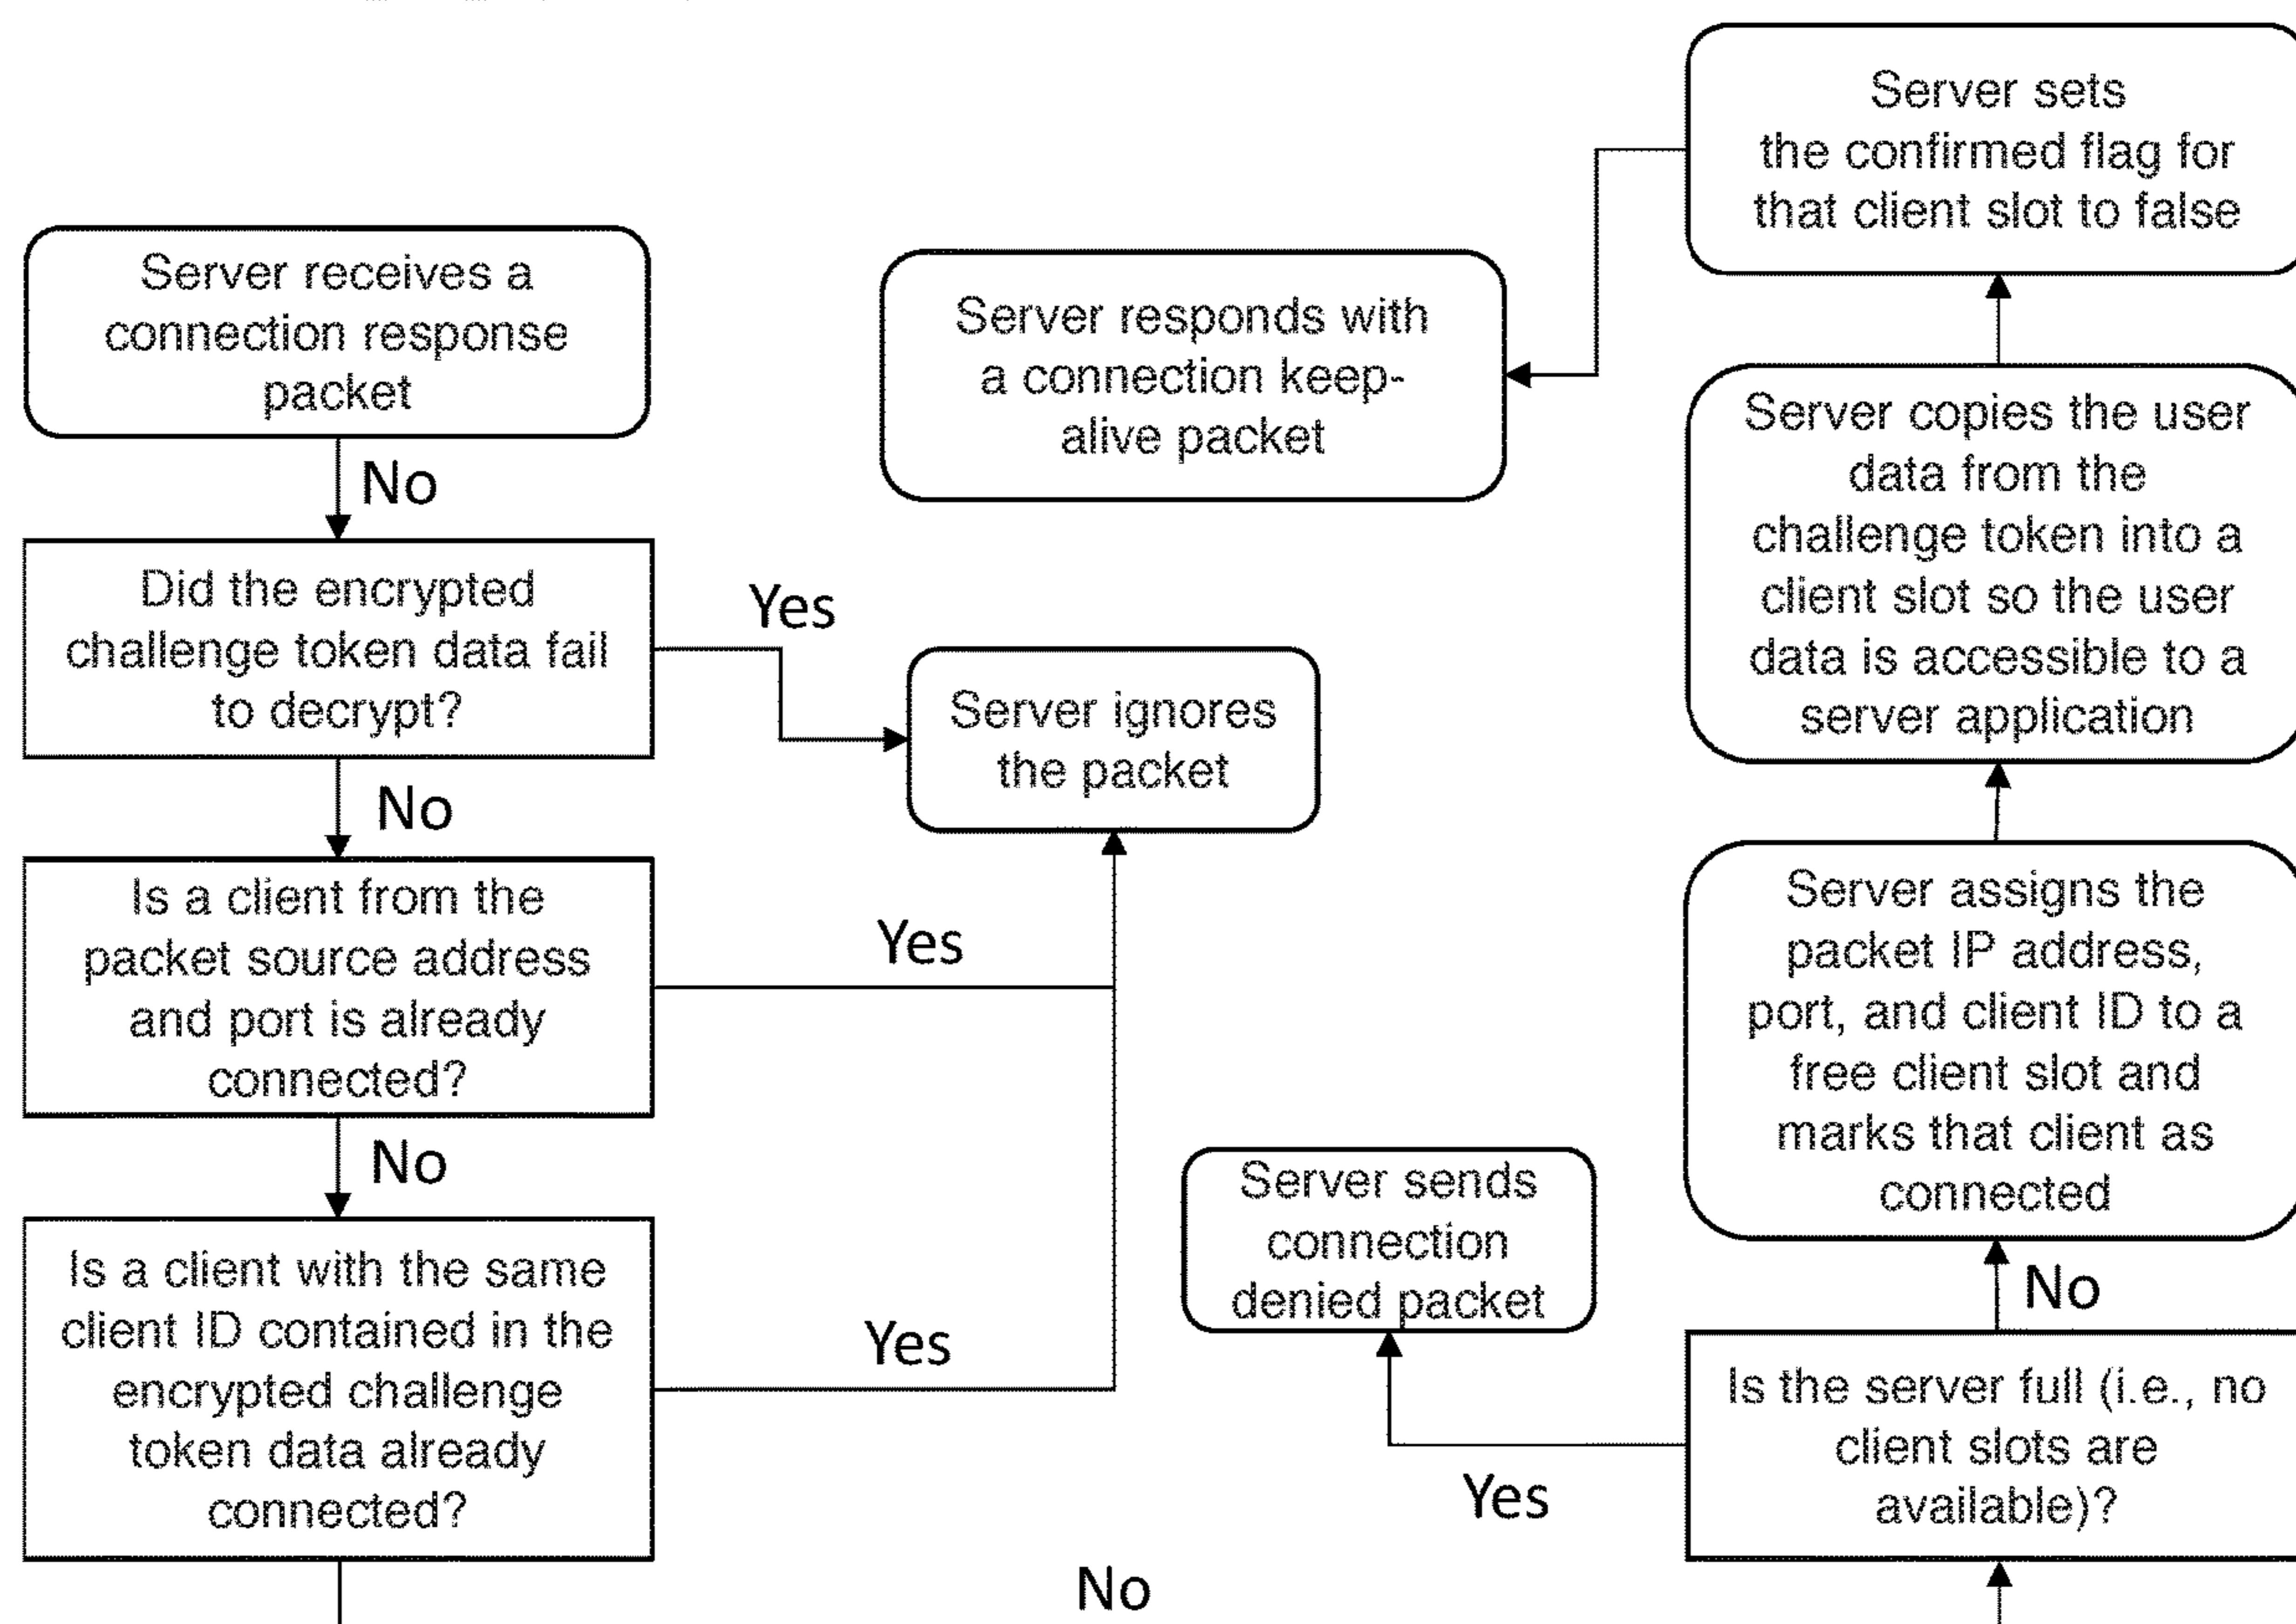 Server receives a
connection response
packet
No
Did the encrypted
challenge token data fail
to decrypt?
Yes
Server ignores
the packet
No
Is a client from the
packet source address
and port is already
connected?
Yes
No
Is a client with the same
client ID contained in the
encrypted challenge
token data already
connected?
Yes
No
Is the server full (i.e., no
client slots are
available)?
Yes
Server sends
connection
denied packet
No
Server assigns the
packet IP address,
port, and client ID to a
free client slot and
marks that client as
connected
Server copies the user
data from the
challenge token into a
client slot so the user
data is accessible to a
server application
Server sets
the confirmed flag for
that client slot to false
Server responds with
a connection keep-
alive packet